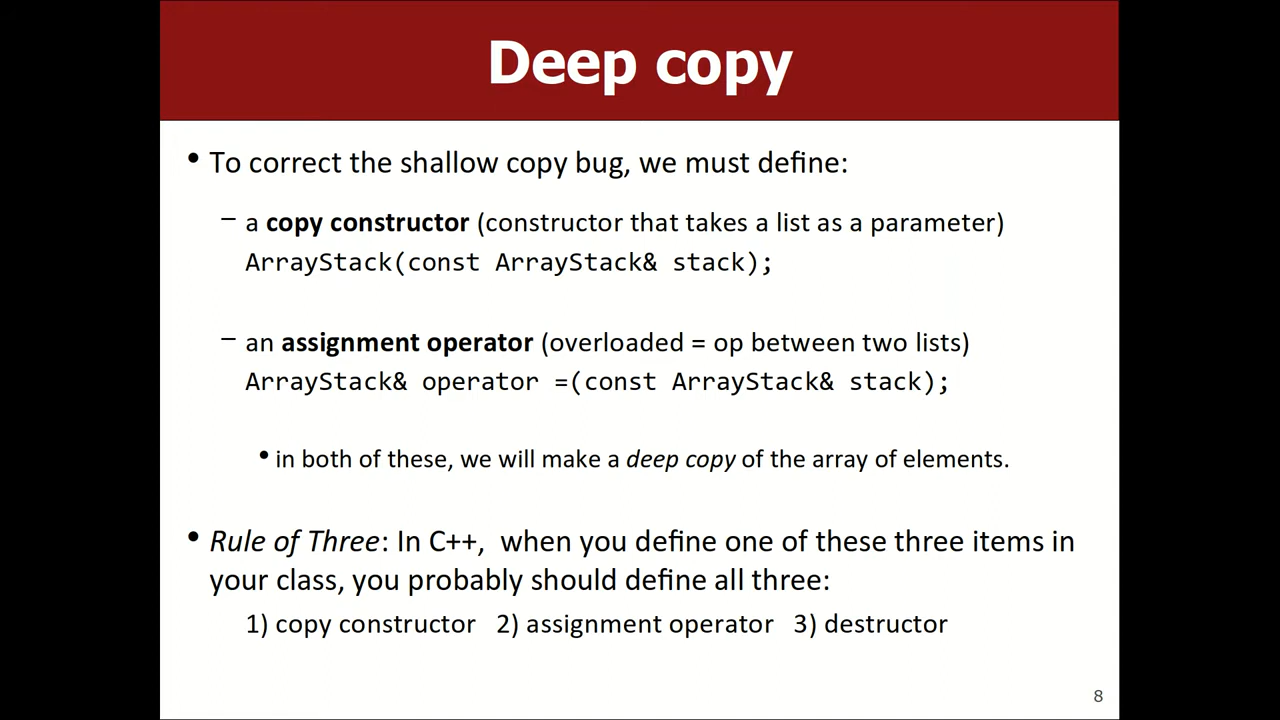 Deep copy
• To correct the shallow copy bug, we must define:
– a copy constructor (constructor that takes a list as a parameter)
ArrayStack(const ArrayStack& stack);
– an assignment operator (overloaded = op between two lists)
ArrayStack& operator =(const ArrayStack& stack);
• in both of these, we will make a deep copy of the array of elements.
• Rule of Three: In C++, when you define one of these three items in
your class, you probably should define all three:
1) copy constructor 2) assignment operator 3) destructor
8